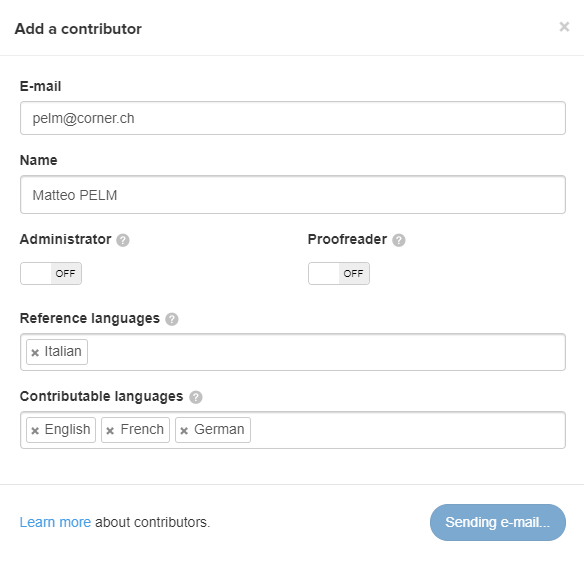 Add a contributor ×
E-mail
pelm@corner.ch
Name
Matteo PELM
Administrator ? Proofreader ?
OFF OFF
Reference languages ?
× Italian
Contributable languages ?
× English × French × German
Learn more about contributors. Sending e-mail...